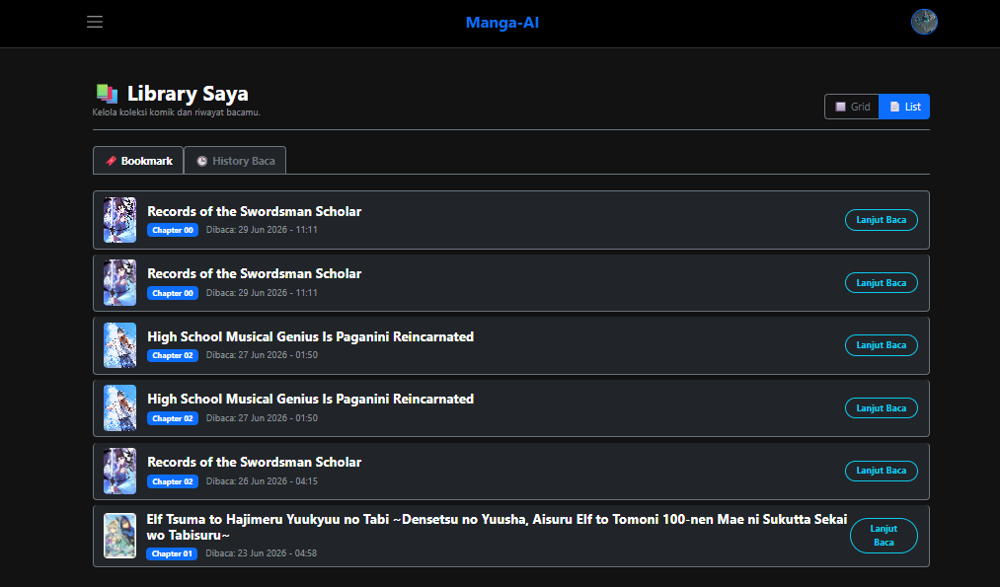 Manga-AI
Library Saya
Kelola koleksi komik dan riwayat bacamu.
Grid
List
Bookmark
History Baca
Records of the Swordsman Scholar
Chapter 00
Dibaca: 29 Jun 2026 - 11:11
Lanjut Baca
Records of the Swordsman Scholar
Chapter 00
Dibaca: 29 Jun 2026 - 11:11
Lanjut Baca
High School Musical Genius Is Paganini Reincarnated
Chapter 02
Dibaca: 27 Jun 2026 - 01:50
Lanjut Baca
High School Musical Genius Is Paganini Reincarnated
Chapter 02
Dibaca: 27 Jun 2026 - 01:50
Lanjut Baca
Records of the Swordsman Scholar
Chapter 02
Dibaca: 26 Jun 2026 - 04:15
Lanjut Baca
Elf Tsuma to Hajimeru Yuukyuu no Tabi ~Densetsu no Yuusha, Aisuru Elf to Tomoni 100-nen Mae ni Sukutta Sekai
wo Tabisuru~
Chapter 01
Dibaca: 23 Jun 2026 - 04:58
Lanjut
Baca